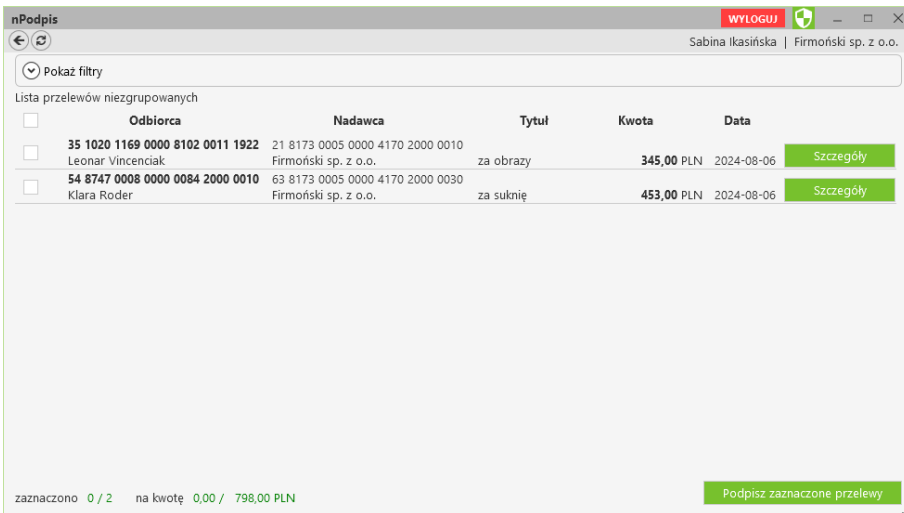 nPodpis WYLOGUJ
Sabina Ikasińska | Firmoński sp. z o.o.
Pokaż filtry
Lista przelewów niezgrupowanych
Odbiorca Nadawca Tytuł Kwota Data
35 1020 1169 0000 8102 0011 1922 21 8173 0005 0000 4170 2000 0010
Leonar Vincenciak Firmoński sp. z o.o. za obrazy 345,00 PLN 2024-08-06 Szczegóły
54 8747 0008 0000 0084 2000 0010 63 8173 0005 0000 4170 2000 0030
Klara Roder Firmoński sp. z o.o. za suknię 453,00 PLN 2024-08-06 Szczegóły
zaznaczono 0 / 2 na kwotę 0,00 / 798,00 PLN Podpisz zaznaczone przelewy